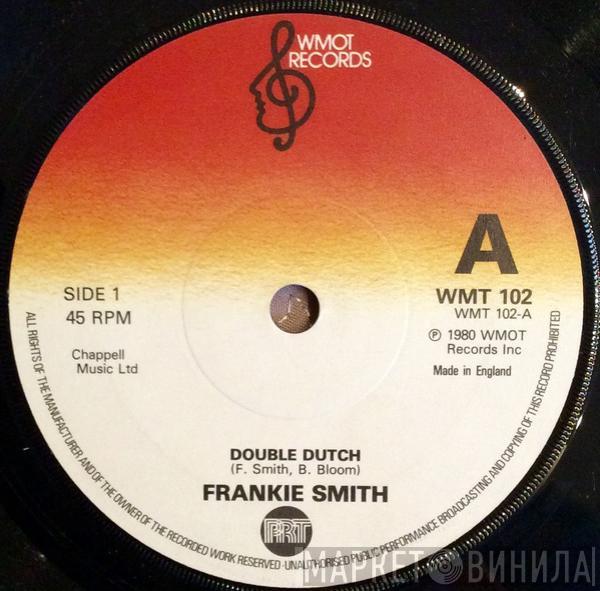 WMOT
RECORDS
A
SIDE 1
45 RPM
WMT 102
WMT 102-A
Chappell
Music Ltd
℗ 1980 WMOT
Records Inc
Made in England
DOUBLE DUTCH
(F. Smith, B. Bloom)
FRANKIE SMITH
PRT
ALL RIGHTS OF THE MANUFACTURER AND OF THE OWNER OF THE RECORDED WORK RESERVED · UNAUTHORISED PUBLIC PERFORMANCE BROADCASTING AND COPYING OF THIS RECORD PROHIBITED
МАРКЕТ ВИНИЛА